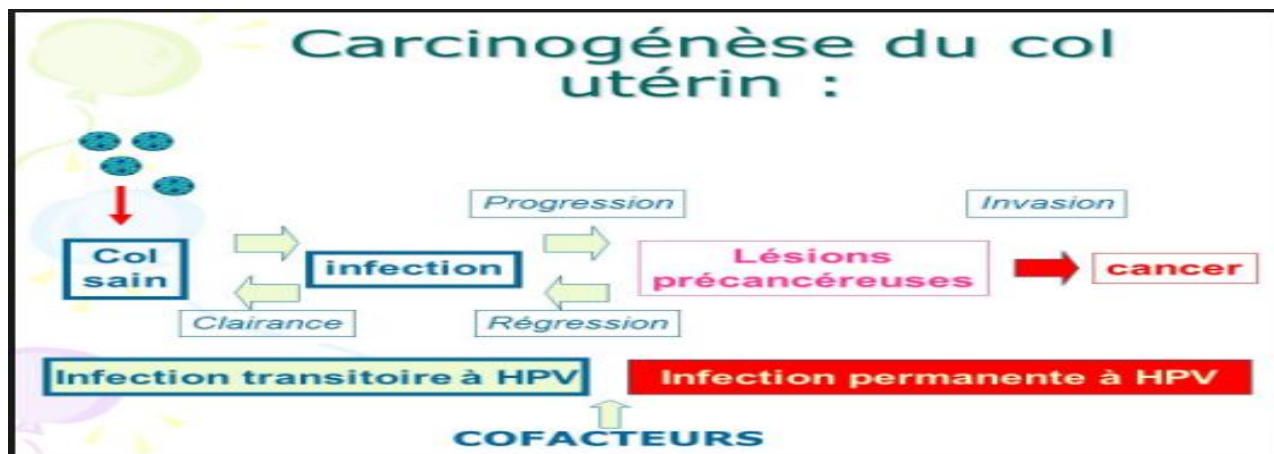 Carcinogénèse du col
utérin :
Progression
Invasion
Col
sain
infection
Lésions
précancéreuses
cancer
Clairance
Régression
Infection transitoire à HPV
Infection permanente à HPV
COFACTEURS